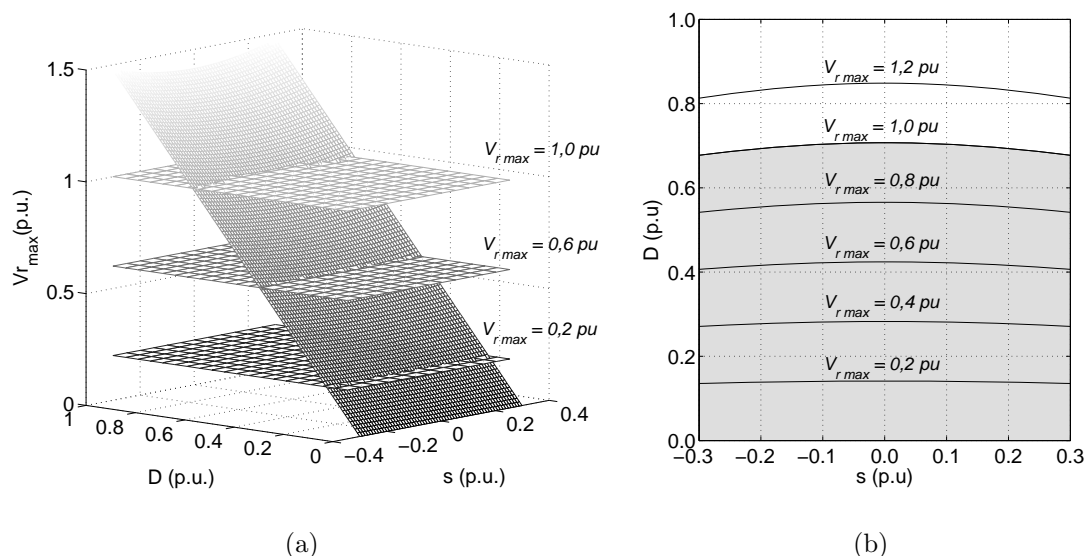 1.5
1
0.5
0
Vr_max(p.u.)
V_r max = 1,0 pu
V_r max = 0,6 pu
V_r max = 0,2 pu
1
0.8
0.6
0.4
0.2
0
D (p.u.)
−0.4
−0.2
0
0.2
0.4
s (p.u.)
(a)
1.0
0.8
0.6
0.4
0.2
0.0
D (p.u)
V_r max = 1,2 pu
V_r max = 1,0 pu
V_r max = 0,8 pu
V_r max = 0,6 pu
V_r max = 0,4 pu
V_r max = 0,2 pu
−0.3 −0.2 −0.1 0.0 0.1 0.2 0.3
s (p.u)
(b)